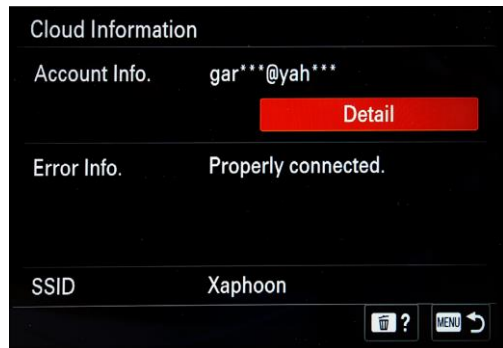 Cloud Information
Account Info. gar***@yah***
Detail
Error Info. Properly connected.
SSID Xaphoon
? MENU